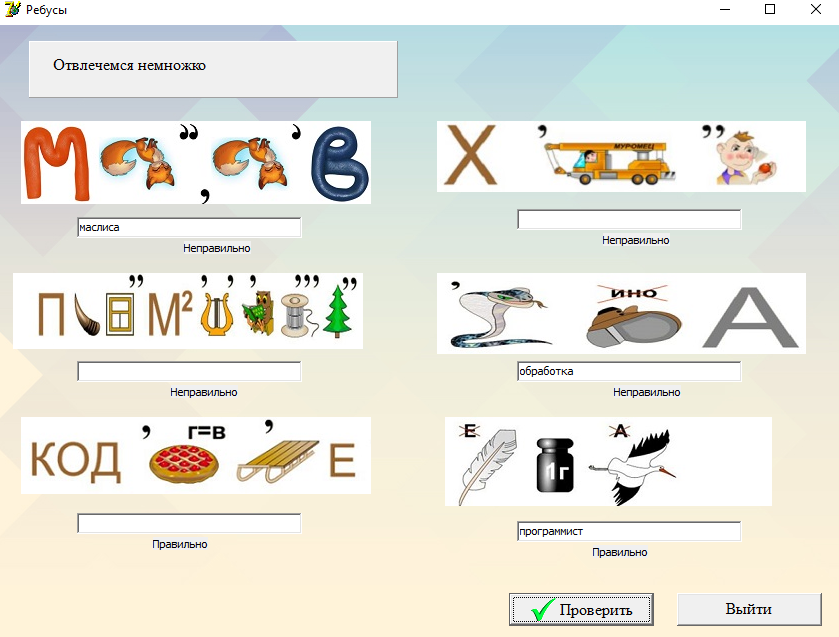 Ребусы
Отвлечемся немножко
М ,, , , В
маслиса
Неправильно
Х , МУРОМЕЦ ,,
Неправильно
П ,, М² , , , ,,, ,,
Неправильно
, ИНО А
обработка
Неправильно
КОД , Г=В , Е
Правильно
Е 1г А
программист
Правильно
Проверить
Выйти